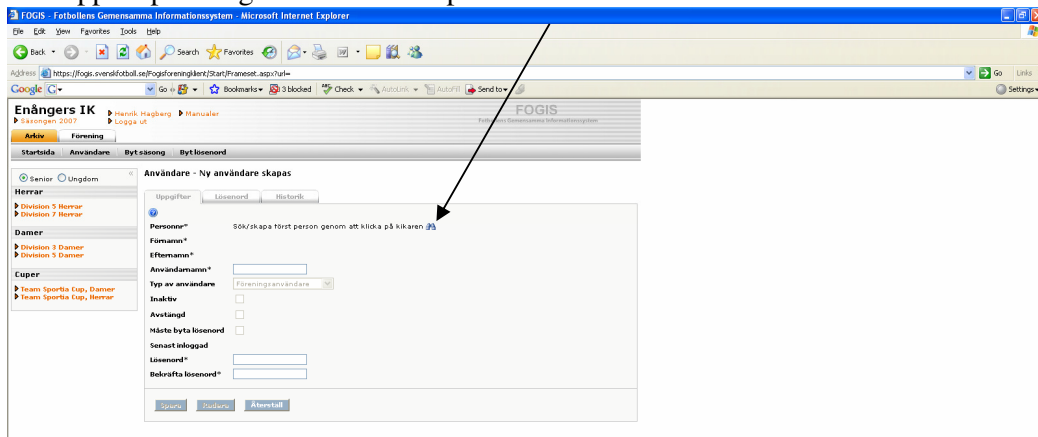 FOGIS - Fotbollens Gemensamma Informationssystem - Microsoft Internet Explorer
File Edit View Favorites Tools Help
Back Search Favorites
Address https://fogis.svenskfotboll.se/Fogisforeningklient/Start/Frameset.aspx?url= Go Links
Google G Go Bookmarks 3 blocked Check AutoLink AutoFill Send to Settings
Enångers IK Henrik Hagberg Manualer FOGIS
Säsongen 2007 Logga ut Fotbollens Gemensamma Informationssystem
Arkiv Förening
Startsida Användare Byt säsong Byt lösenord
Senior Ungdom «
Herrar
Division 5 Herrar
Division 7 Herrar
Damer
Division 3 Damer
Division 5 Damer
Cuper
Team Sportia Cup, Damer
Team Sportia Cup, Herrar
Användare - Ny användare skapas
Uppgifter Lösenord Historik
Personnr* Sök/skapa först person genom att klicka på kikaren
Förnamn*
Efternamn*
Användarnamn*
Typ av användare Föreningsanvändare
Inaktiv
Avstängd
Måste byta lösenord
Senast inloggad
Lösenord*
Bekräfta lösenord*
Spara Radera Återställ